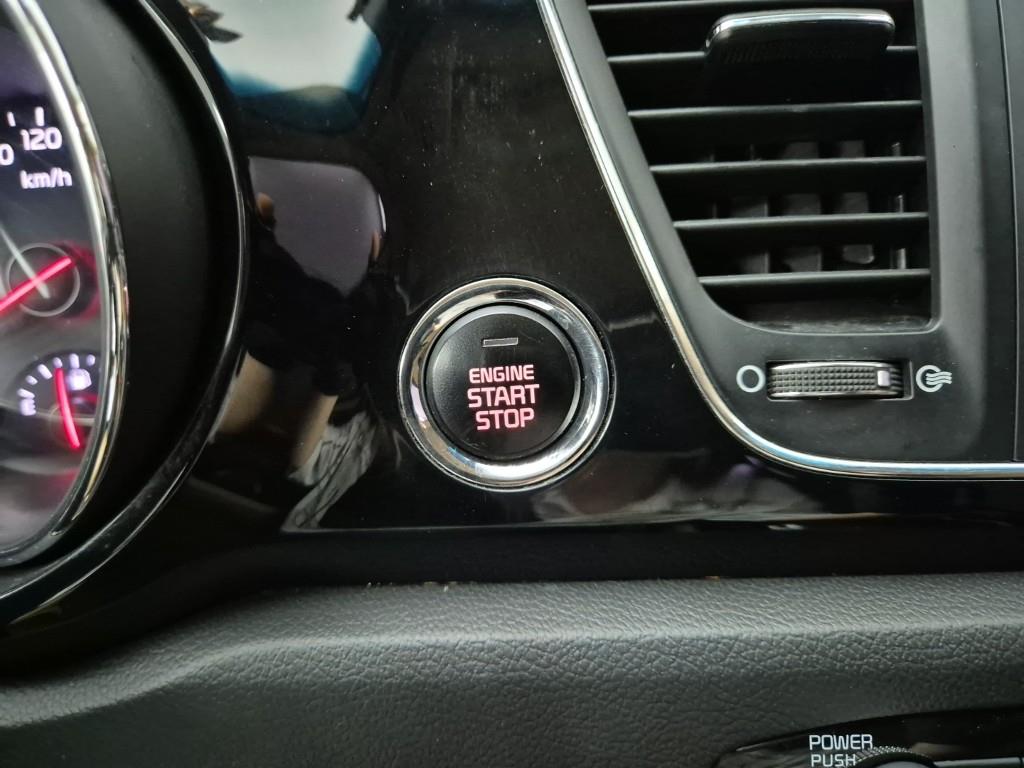 120
km/h
ENGINE
START
STOP
POWER
PUSH